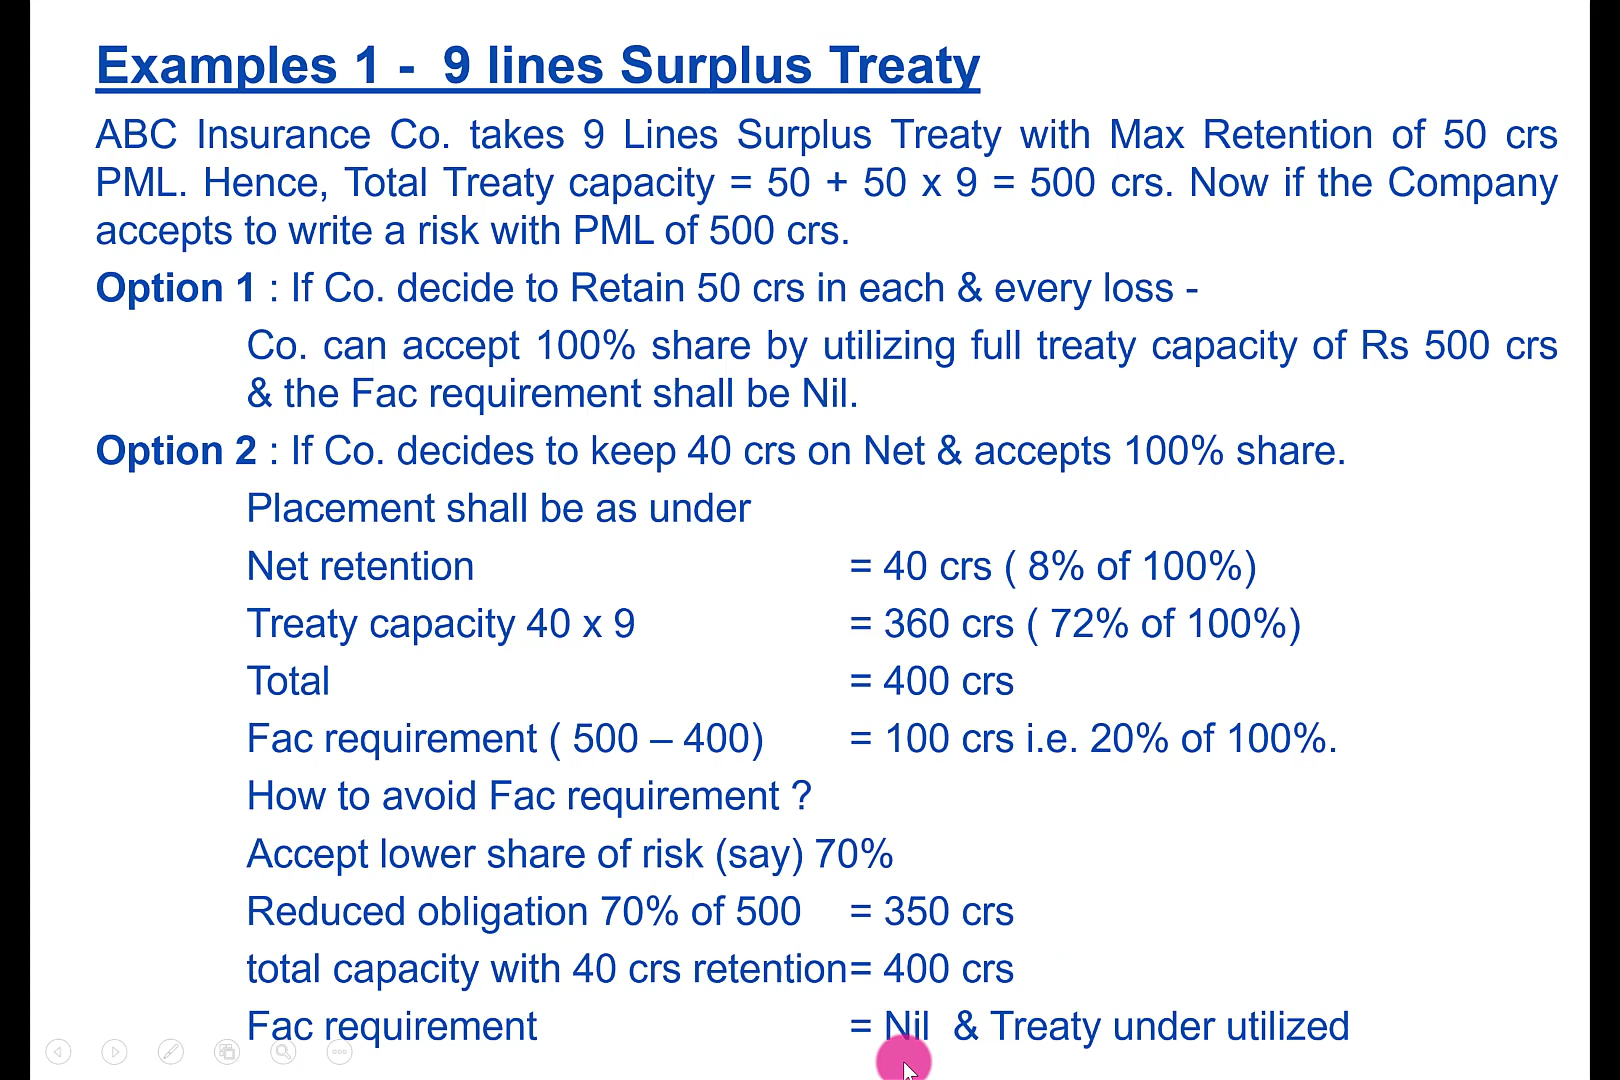 Examples 1 - 9 lines Surplus Treaty
ABC Insurance Co. takes 9 Lines Surplus Treaty with Max Retention of 50 crs
PML. Hence, Total Treaty capacity = 50 + 50 x 9 = 500 crs. Now if the Company
accepts to write a risk with PML of 500 crs.
Option 1 : If Co. decide to Retain 50 crs in each & every loss -
Co. can accept 100% share by utilizing full treaty capacity of Rs 500 crs
& the Fac requirement shall be Nil.
Option 2 : If Co. decides to keep 40 crs on Net & accepts 100% share.
Placement shall be as under
Net retention = 40 crs ( 8% of 100%)
Treaty capacity 40 x 9 = 360 crs ( 72% of 100%)
Total = 400 crs
Fac requirement ( 500 – 400) = 100 crs i.e. 20% of 100%.
How to avoid Fac requirement ?
Accept lower share of risk (say) 70%
Reduced obligation 70% of 500 = 350 crs
total capacity with 40 crs retention= 400 crs
Fac requirement = Nil & Treaty under utilized